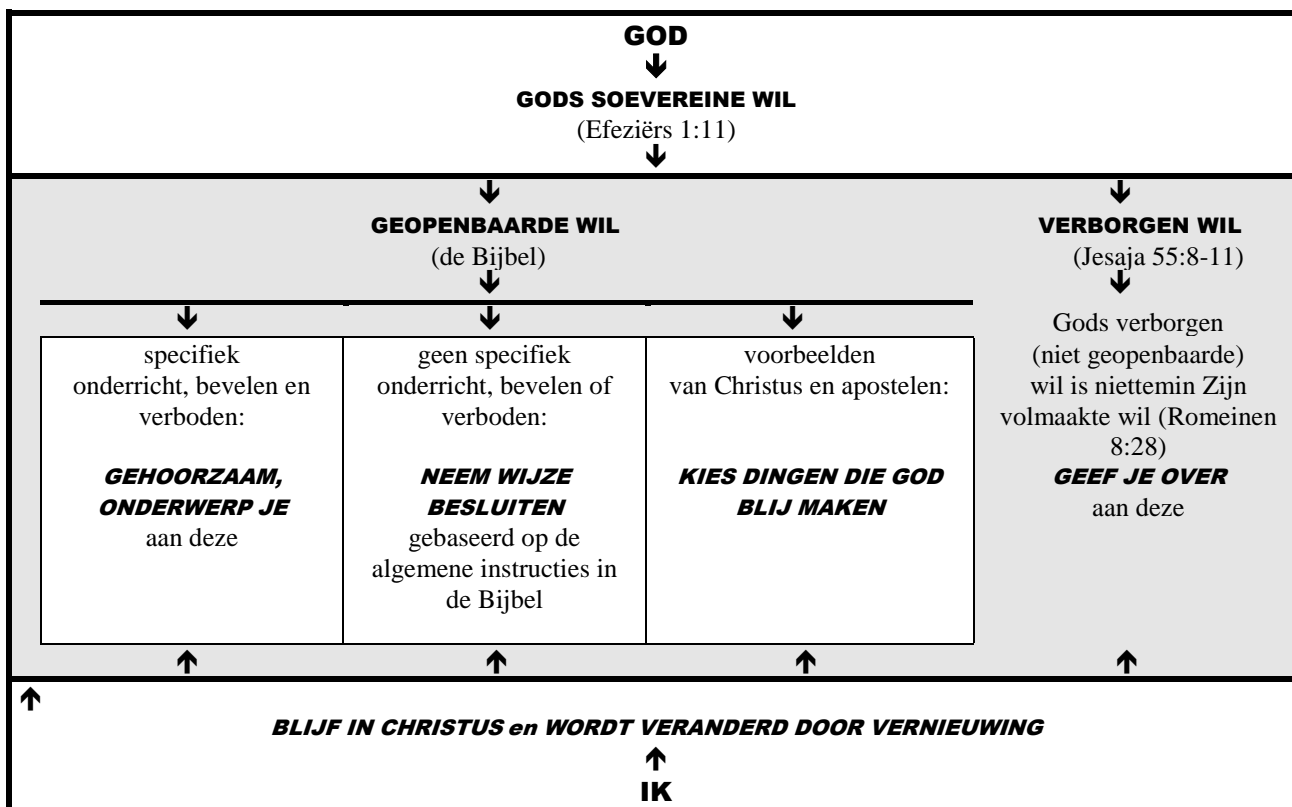 GOD
GODS SOEVEREINE WIL
(Efeziërs 1:11)
GEOPENBAARDE WIL
(de Bijbel)
specifiek
onderricht, bevelen en
verboden:
GEHOORZAAM,
ONDERWERP JE
aan deze
geen specifiek
onderricht, bevelen of
verboden:
NEEM WIJZE
BESLUITEN
gebaseerd op de
algemene instructies in
de Bijbel
voorbeelden
van Christus en apostelen:
KIES DINGEN DIE GOD
BLIJ MAKEN
VERBORGEN WIL
(Jesaja 55:8-11)
Gods verborgen
(niet geopenbaarde)
wil is niettemin Zijn
volmaakte wil (Romeinen
8:28)
GEEF JE OVER
aan deze
BLIJF IN CHRISTUS en WORDT VERANDERD DOOR VERNIEUWING
IK